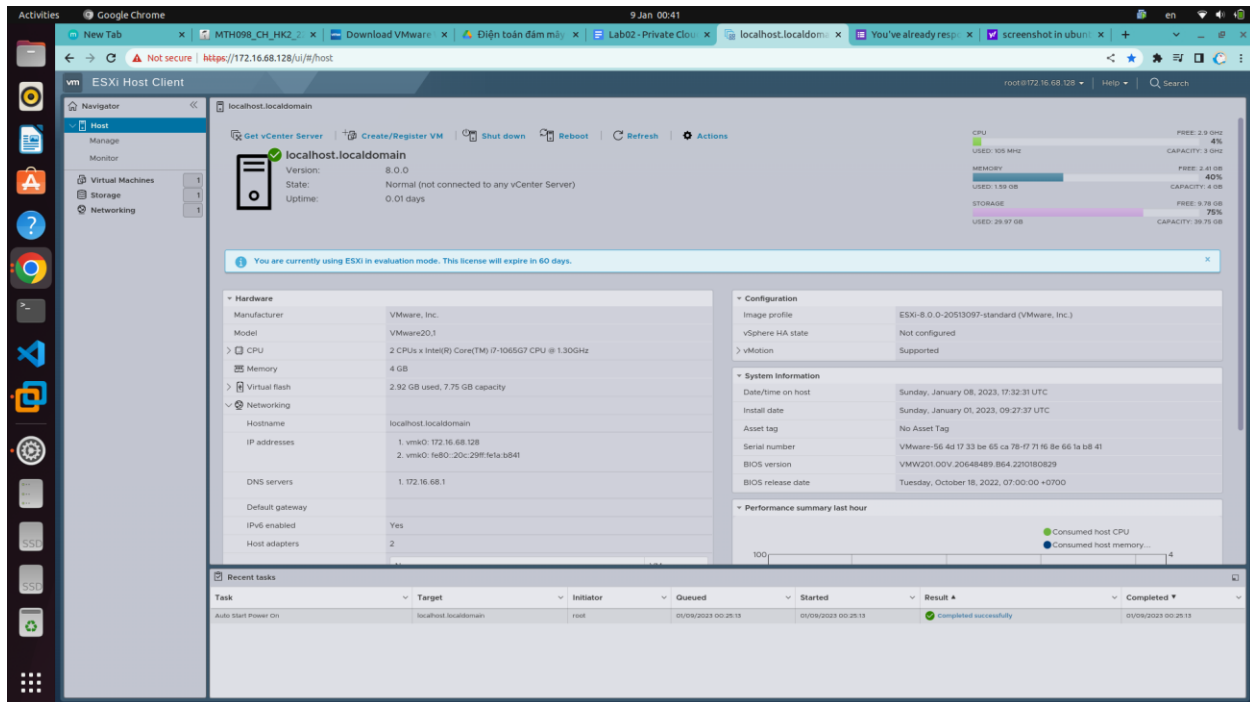 Activities Google Chrome 9 Jan 00:41 en
New Tab MTH098_CH_HK2_2 Download VMware Điện toán đám mây Lab02 - Private Clou localhost.localdoma You've already respo screenshot in ubunt
Not secure | https://172.16.68.128/ui/#/host
vm ESXi Host Client root@172.16.68.128 Help Search
Navigator
Host
Manage
Monitor
Virtual Machines 1
Storage 1
Networking 1
localhost.localdomain
Get vCenter Server Create/Register VM Shut down Reboot Refresh Actions
localhost.localdomain
Version: 8.0.0
State: Normal (not connected to any vCenter Server)
Uptime: 0.01 days
CPU FREE: 2.9 GHz
4%
USED: 105 MHz CAPACITY: 3 GHz
MEMORY FREE: 2.41 GB
40%
USED: 1.59 GB CAPACITY: 4 GB
STORAGE FREE: 9.78 GB
75%
USED: 29.97 GB CAPACITY: 39.75 GB
You are currently using ESXi in evaluation mode. This license will expire in 60 days.
Hardware
Manufacturer VMware, Inc.
Model VMware20,1
CPU 2 CPUs x Intel(R) Core(TM) i7-1065G7 CPU @ 1.30GHz
Memory 4 GB
Virtual flash 2.92 GB used, 7.75 GB capacity
Networking
Hostname localhost.localdomain
IP addresses 1. vmk0: 172.16.68.128
2. vmk0: fe80::20c:29ff:fe1a:b841
DNS servers 1. 172.16.68.1
Default gateway
IPv6 enabled Yes
Host adapters 2
Configuration
Image profile ESXi-8.0.0-20513097-standard (VMware, Inc.)
vSphere HA state Not configured
vMotion Supported
System Information
Date/time on host Sunday, January 08, 2023, 17:32:31 UTC
Install date Sunday, January 01, 2023, 09:27:37 UTC
Asset tag No Asset Tag
Serial number VMware-56 4d 17 33 be 65 ca 78-f7 71 f6 8e 66 1a b8 41
BIOS version VMW201.00V.20648489.B64.2210180829
BIOS release date Tuesday, October 18, 2022, 07:00:00 +0700
Performance summary last hour
Consumed host CPU
Consumed host memory...
100 4
Recent tasks
Task Target Initiator Queued Started Result Completed
Auto Start Power On localhost.localdomain root 01/09/2023 00:25:13 01/09/2023 00:25:13 Completed successfully 01/09/2023 00:25:13
SSD
SSD